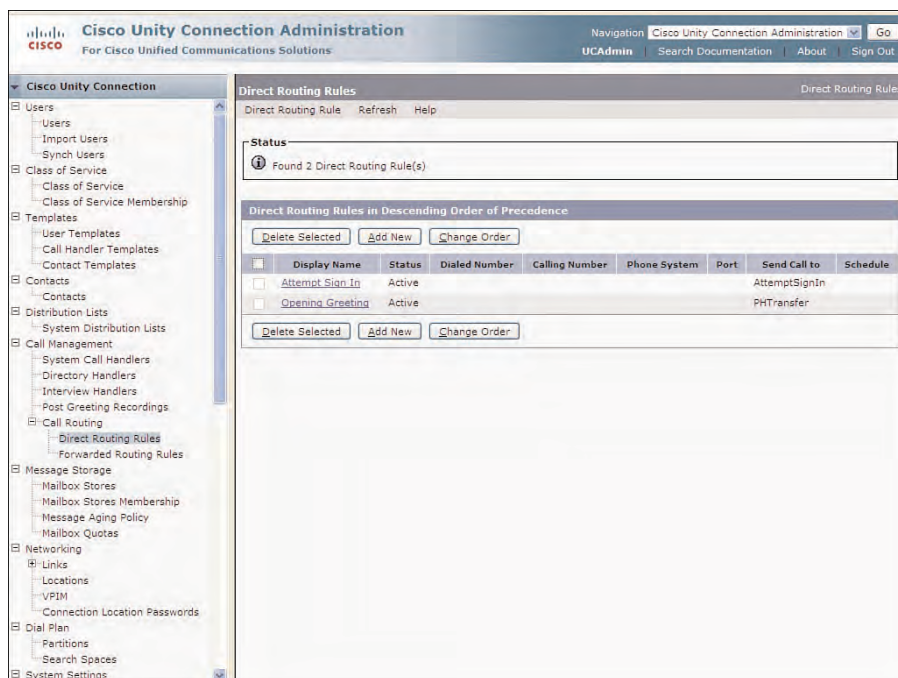 Cisco Unity Connection Administration
For Cisco Unified Communications Solutions
CISCO
Navigation Cisco Unity Connection Administration Go
UCAdmin Search Documentation About Sign Out
Cisco Unity Connection
Users
Users
Import Users
Synch Users
Class of Service
Class of Service
Class of Service Membership
Templates
User Templates
Call Handler Templates
Contact Templates
Contacts
Contacts
Distribution Lists
System Distribution Lists
Call Management
System Call Handlers
Directory Handlers
Interview Handlers
Post Greeting Recordings
Call Routing
Direct Routing Rules
Forwarded Routing Rules
Message Storage
Mailbox Stores
Mailbox Stores Membership
Message Aging Policy
Mailbox Quotas
Networking
Links
Locations
VPIM
Connection Location Passwords
Dial Plan
Partitions
Search Spaces
System Settings
Direct Routing Rules Direct Routing Rule
Direct Routing Rule Refresh Help
Status
Found 2 Direct Routing Rule(s)
Direct Routing Rules in Descending Order of Precedence
Delete Selected Add New Change Order
Display Name Status Dialed Number Calling Number Phone System Port Send Call to Schedule
Attempt Sign In Active AttemptSignIn
Opening Greeting Active PHTransfer
Delete Selected Add New Change Order